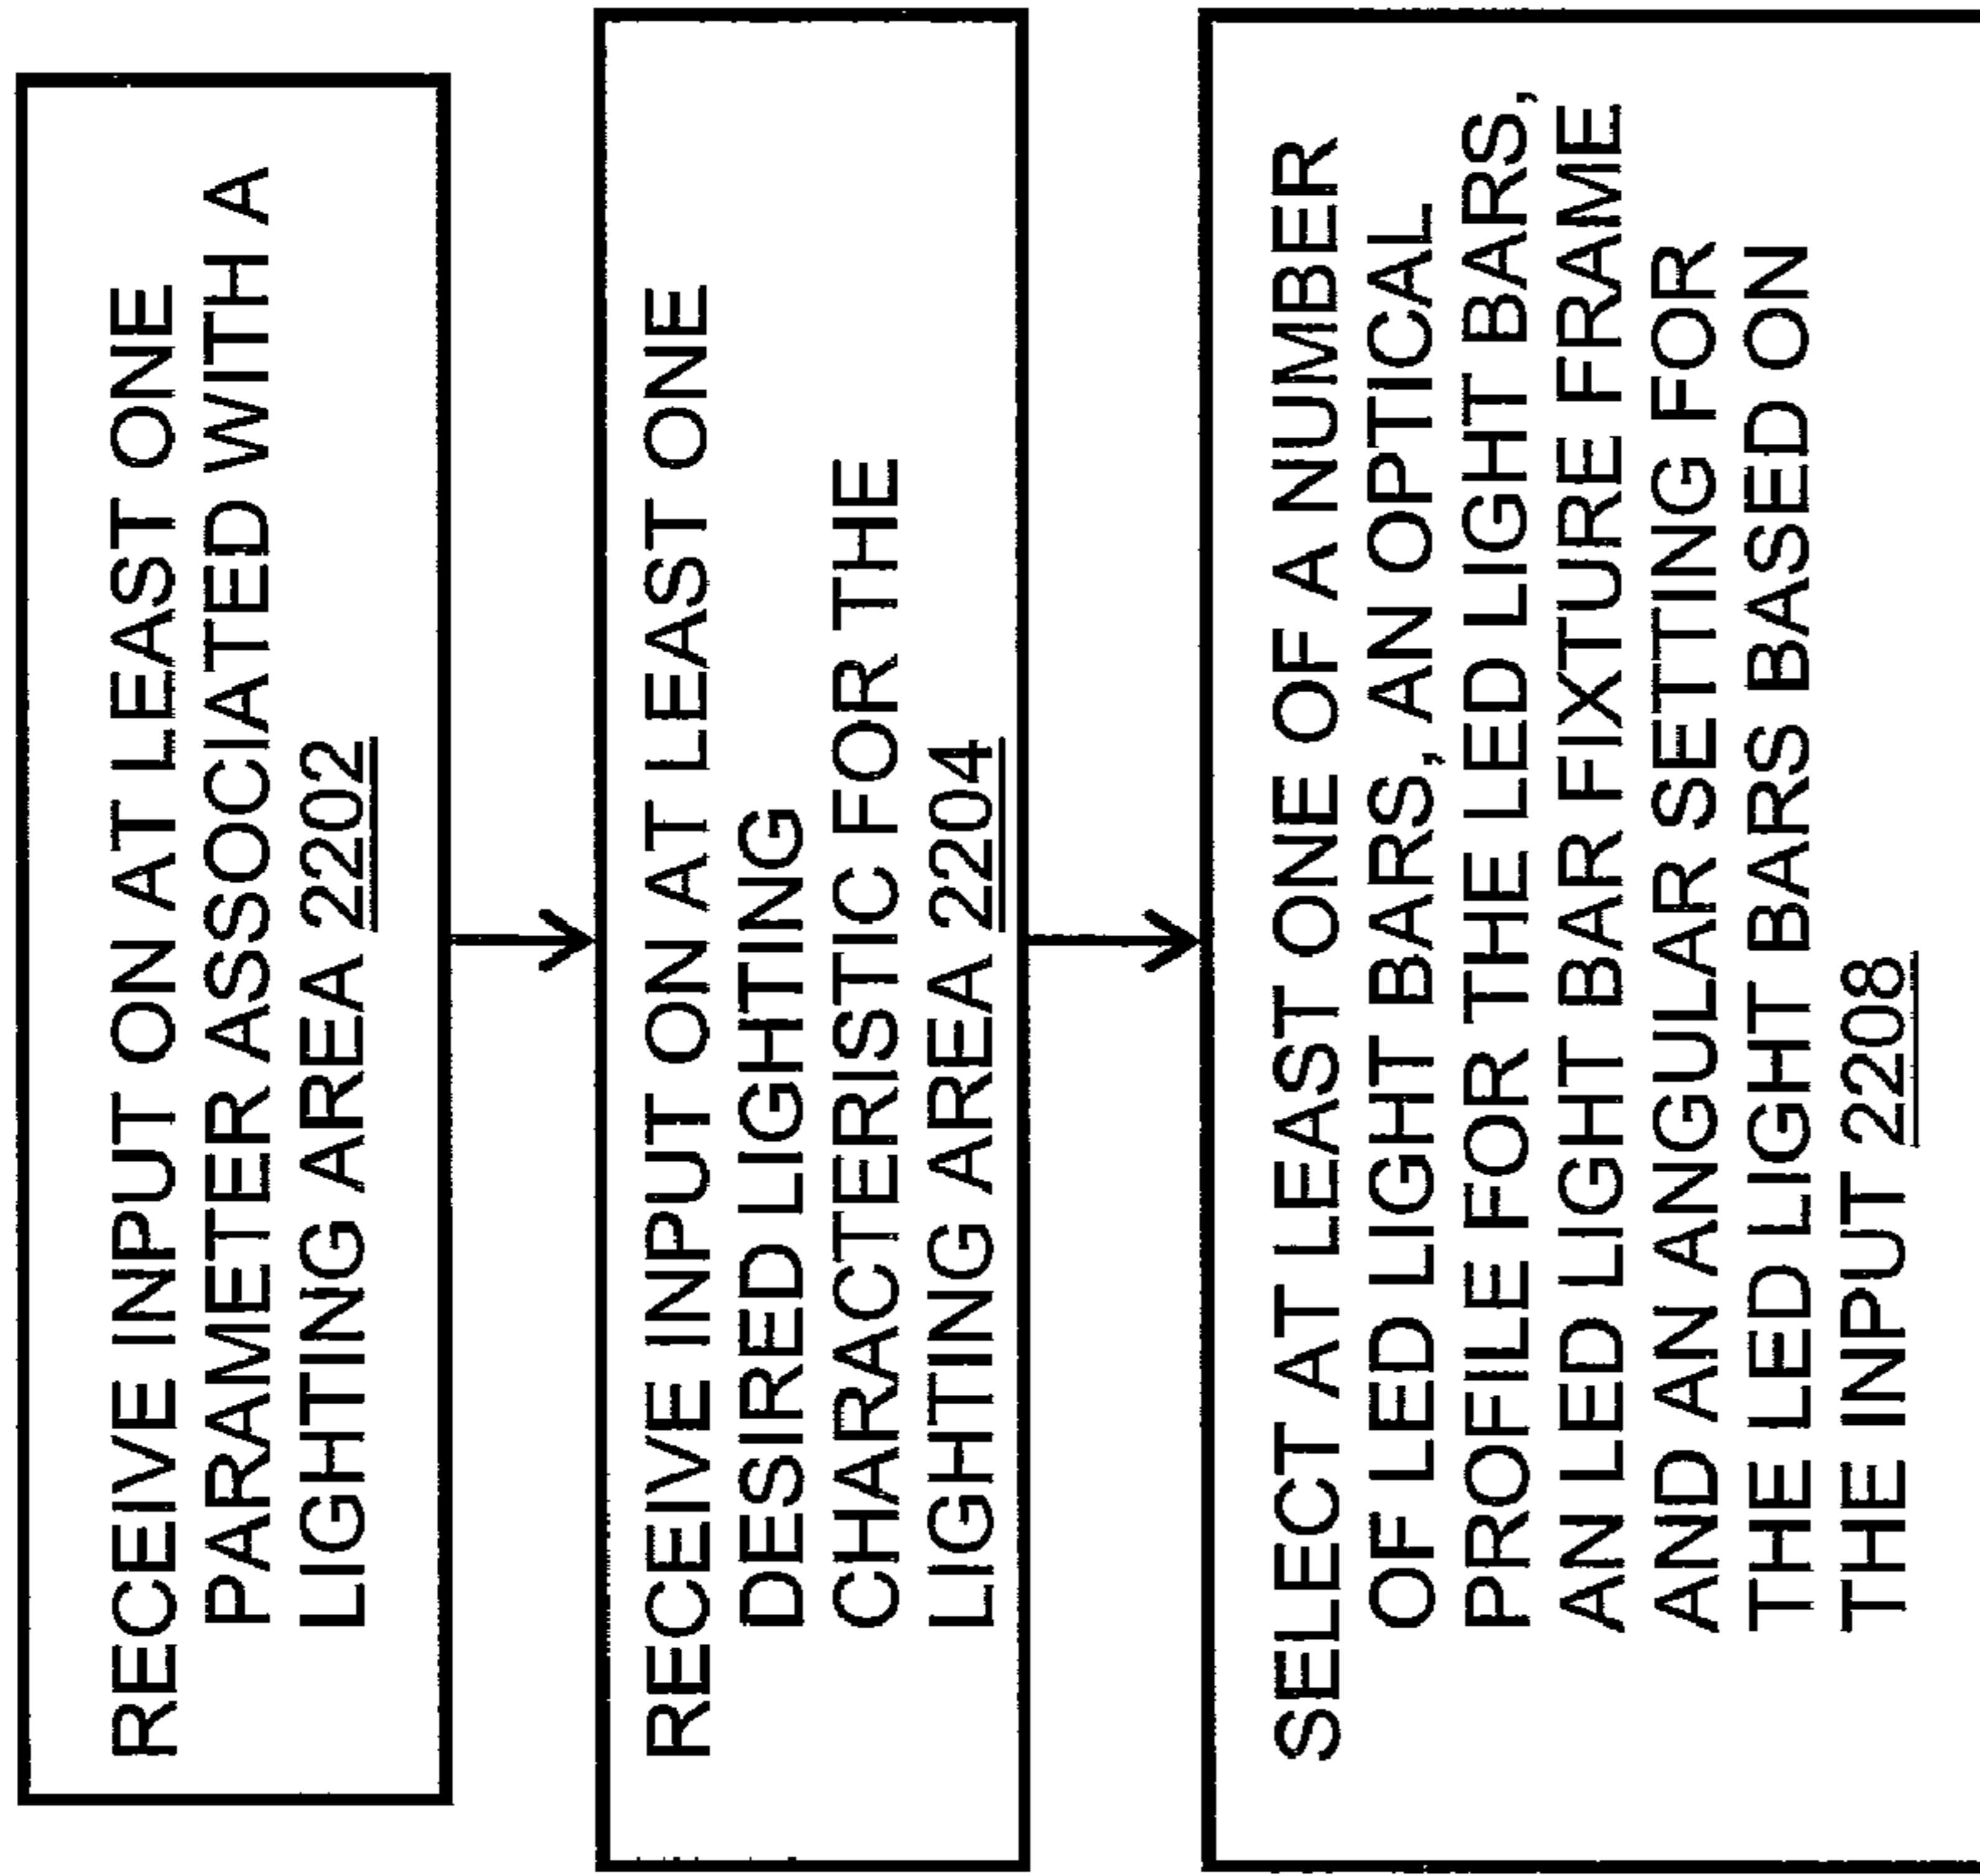 RECEIVE INPUT ON AT LEAST ONE
PARAMETER ASSOCIATED WITH A
LIGHTING AREA 2202
RECEIVE INPUT ON AT LEAST ONE
DESIRED LIGHTING
CHARACTERISTIC FOR THE
LIGHTING AREA 2204
SELECT AT LEAST ONE OF A NUMBER
OF LED LIGHT BARS, AN OPTICAL
PROFILE FOR THE LED LIGHT BARS,
AN LED LIGHT BAR FIXTURE FRAME
AND AN ANGULAR SETTING FOR
THE LED LIGHT BARS BASED ON
THE INPUT 2208